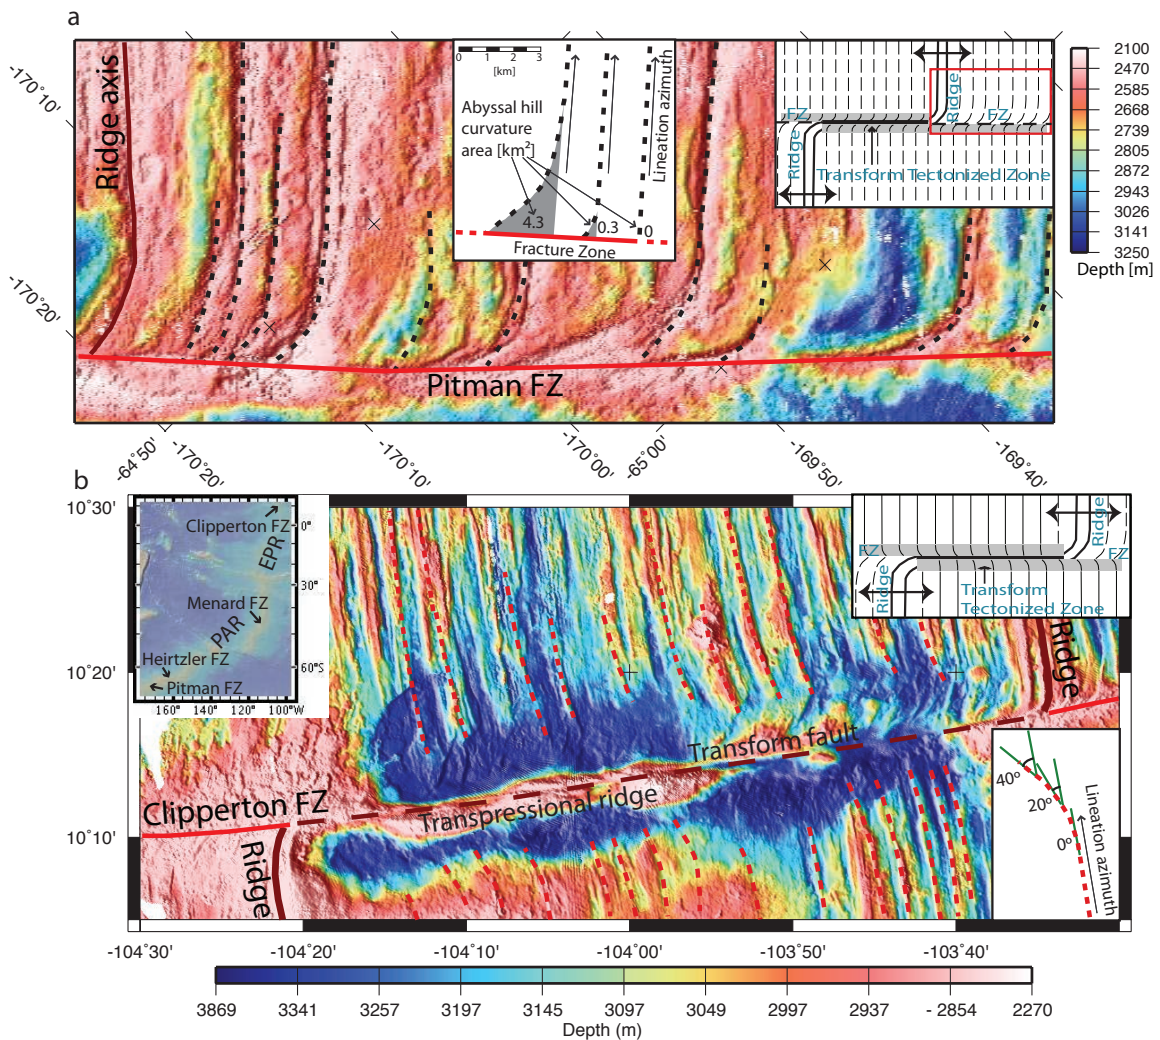 a
-170°10'
-170°20'
Ridge axis
0 1 2 3
[km]
Abyssal hill
curvature
area [km²]
Lineation azimuth
4.3
0.3
0
Fracture Zone
FZ
Ridge
FZ
Ridge
Transform Tectonized Zone
2100
2470
2585
2668
2739
2805
2872
2943
3026
3141
3250
Depth [m]
Pitman FZ
-64°50'
-170°20'
-170°10'
-170°00'
-65°00'
-169°50'
-169°40'
b
10°30'
10°20'
10°10'
Clipperton FZ
EPR
Menard FZ
PAR
Heirtzler FZ
Pitman FZ
0°
30°
60°S
160°
140°
120°
100°W
Ridge
FZ
FZ
Ridge
Transform
Tectonized Zone
Ridge
Transform fault
Transpressional ridge
Clipperton FZ
Ridge
40°
20°
0°
Lineation azimuth
-104°30'
-104°20'
-104°10'
-104°00'
-103°50'
-103°40'
3869
3341
3257
3197
3145
3097
3049
2997
2937
- 2854
2270
Depth (m)